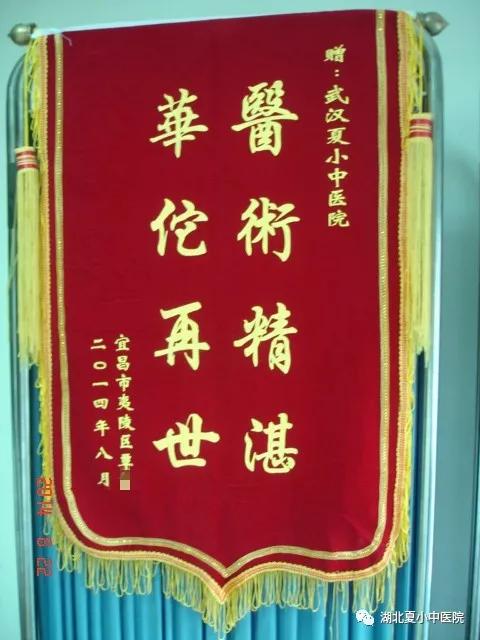 赠：武汉夏小中医院
醫術精湛
華佗再世
宜昌市夷陵区覃
二〇一四年八月
湖北夏小中医院